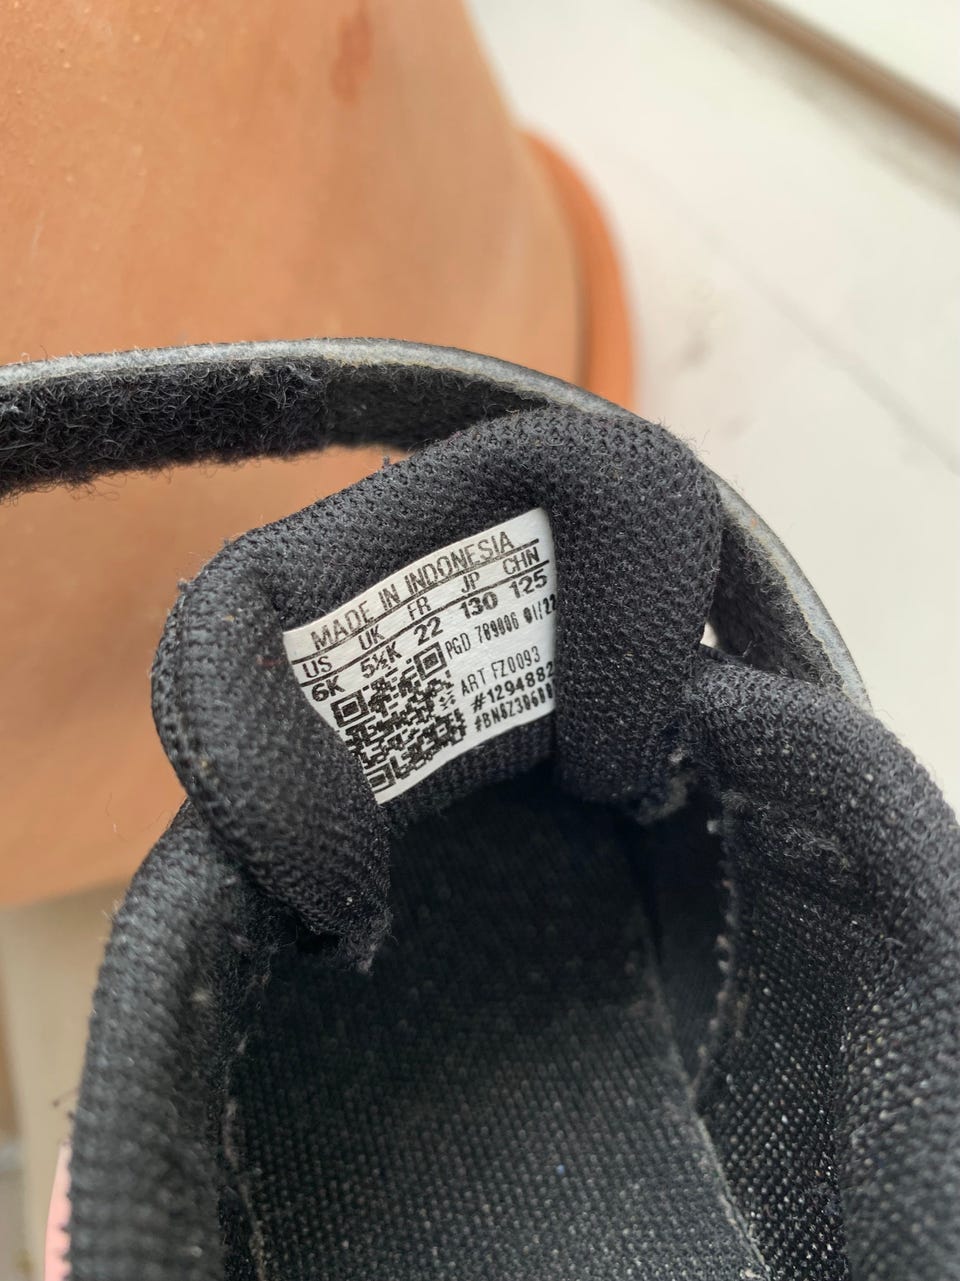 MADE IN INDONESIA
US UK FR JP CHN
6K 5½K 22 130 125
PGD 789006 01/22
ART FZ0093
#1294882